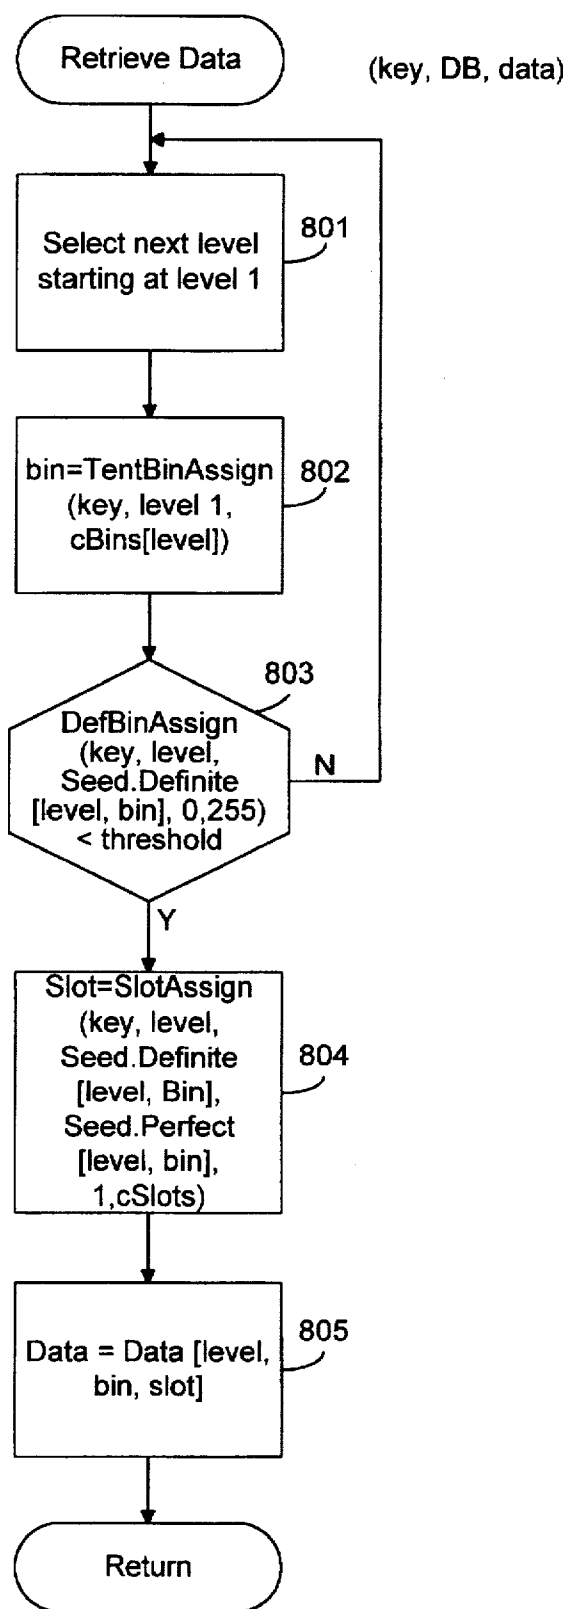 Retrieve Data
(key, DB, data)
Select next level
starting at level 1
801
bin=TentBinAssign
(key, level 1,
cBins[level])
802
803
DefBinAssign
(key, level,
Seed.Definite
[level, bin], 0,255)
< threshold
N
Y
Slot=SlotAssign
(key, level,
Seed.Definite
[level, Bin],
Seed.Perfect
[level, bin],
1,cSlots)
804
Data = Data [level,
bin, slot]
805
Return